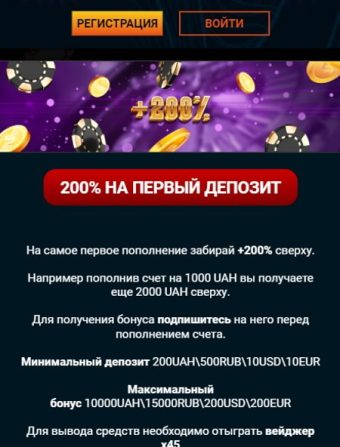 РЕГИСТРАЦИЯ ВОЙТИ
+200%
200% НА ПЕРВЫЙ ДЕПОЗИТ
На самое первое пополнение забирай +200% сверху.
Например пополнив счет на 1000 UAH вы получаете
еще 2000 UAH сверху.
Для получения бонуса подпишитесь на него перед
пополнением счета.
Минимальный депозит 200UAH\500RUB\10USD\10EUR
Максимальный
бонус 10000UAH\15000RUB\200USD\200EUR
Для вывода средств необходимо отыграть вейджер
x45